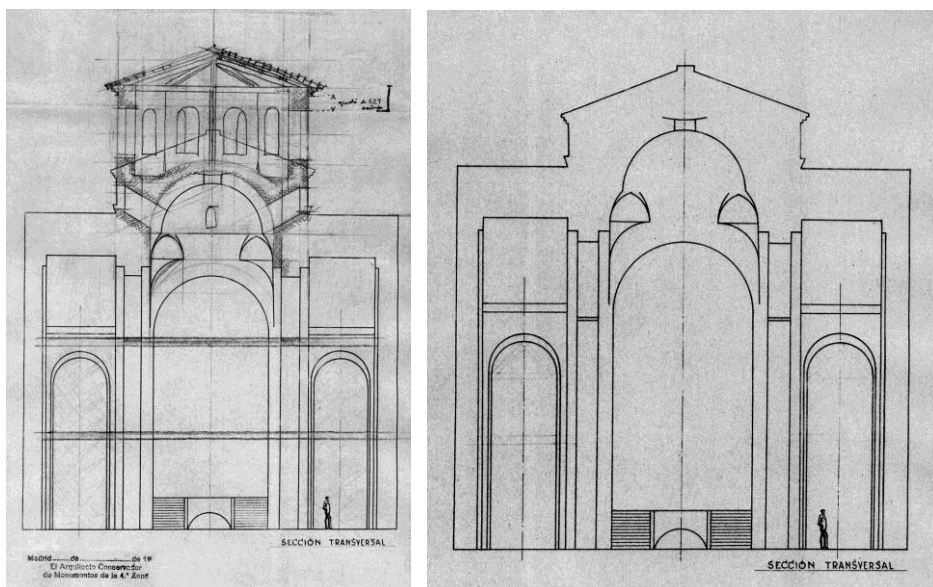 SECCIÓN TRANSVERSAL
Madrid de de 19
El Arquitecto Conservador
de Monumentos de la 4.ª Zona
SECCIÓN TRANSVERSAL